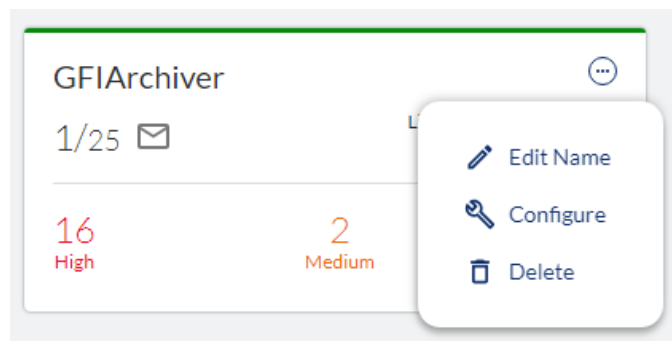 GFIArchiver
1/25
Edit Name
Configure
Delete
16
High
2
Medium